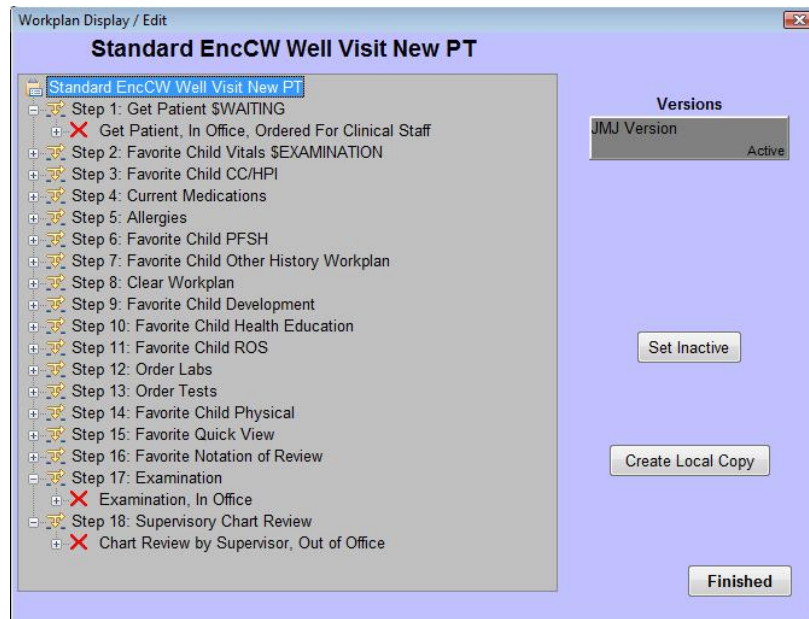 Workplan Display / Edit
Standard EncCW Well Visit New PT
Standard EncCW Well Visit New PT
Step 1: Get Patient $WAITING
Get Patient, In Office, Ordered For Clinical Staff
Step 2: Favorite Child Vitals $EXAMINATION
Step 3: Favorite Child CC/HPI
Step 4: Current Medications
Step 5: Allergies
Step 6: Favorite Child PFSH
Step 7: Favorite Child Other History Workplan
Step 8: Clear Workplan
Step 9: Favorite Child Development
Step 10: Favorite Child Health Education
Step 11: Favorite Child ROS
Step 12: Order Labs
Step 13: Order Tests
Step 14: Favorite Child Physical
Step 15: Favorite Quick View
Step 16: Favorite Notation of Review
Step 17: Examination
Examination, In Office
Step 18: Supervisory Chart Review
Chart Review by Supervisor, Out of Office
Versions
JMJ Version
Active
Set Inactive
Create Local Copy
Finished